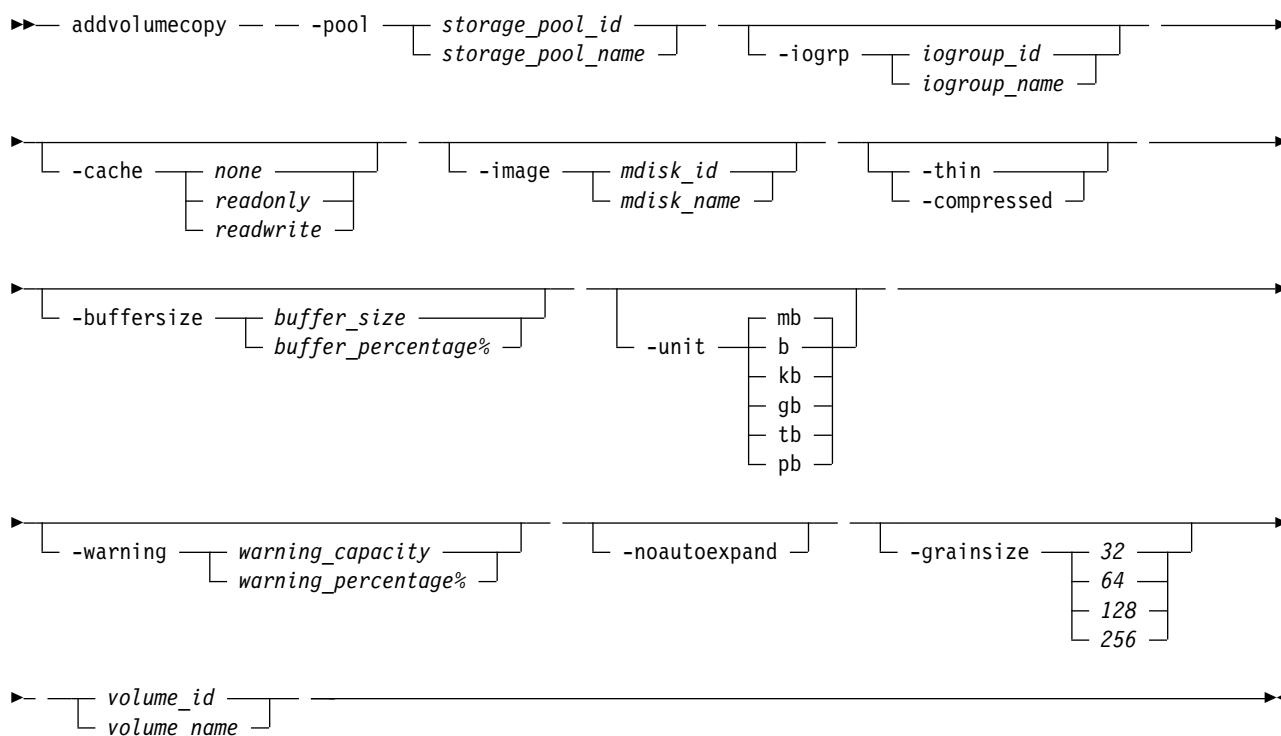 addvolumecopy -pool storage_pool_id -iogrp iogroup_id
storage_pool_name iogroup_name
-cache none -image mdisk_id -thin
readonly mdisk_name -compressed
readwrite
-buffersize buffer_size -unit mb
buffer_percentage% b
kb
gb
tb
pb
-warning warning_capacity -noautoexpand -grainsize 32
warning_percentage% 64
128
256
volume_id
volume_name